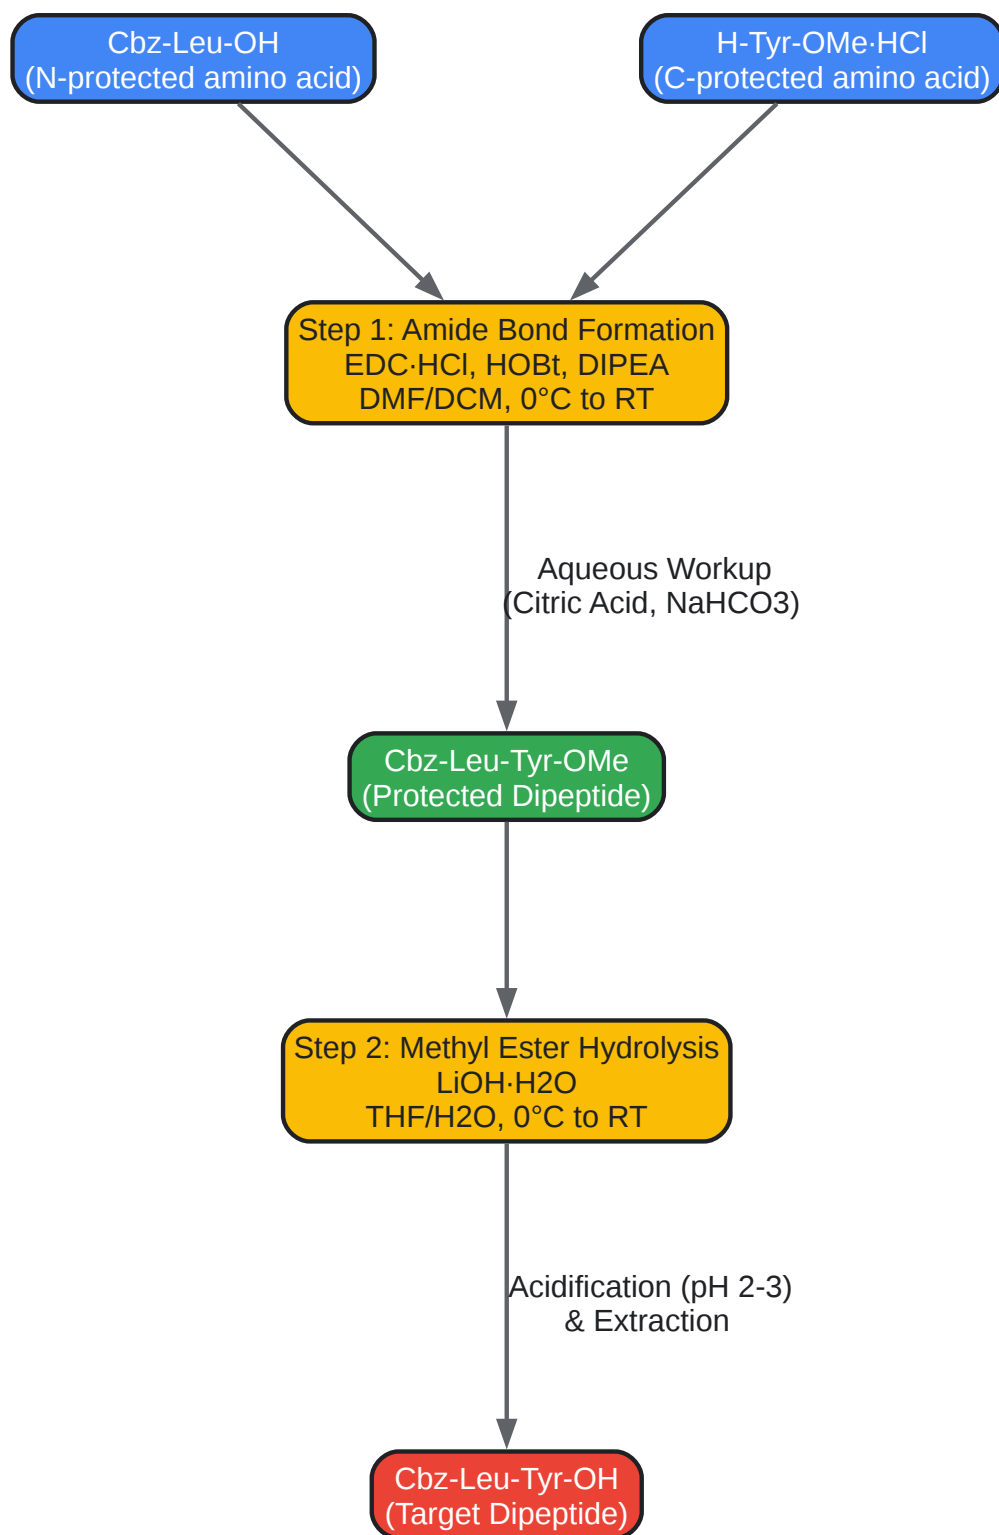 Cbz-Leu-OH
(N-protected amino acid)
H-Tyr-OMe·HCl
(C-protected amino acid)
Step 1: Amide Bond Formation
EDC·HCl, HOBt, DIPEA
DMF/DCM, 0°C to RT
Aqueous Workup
(Citric Acid, NaHCO3)
Cbz-Leu-Tyr-OMe
(Protected Dipeptide)
Step 2: Methyl Ester Hydrolysis
LiOH·H2O
THF/H2O, 0°C to RT
Acidification (pH 2-3)
& Extraction
Cbz-Leu-Tyr-OH
(Target Dipeptide)